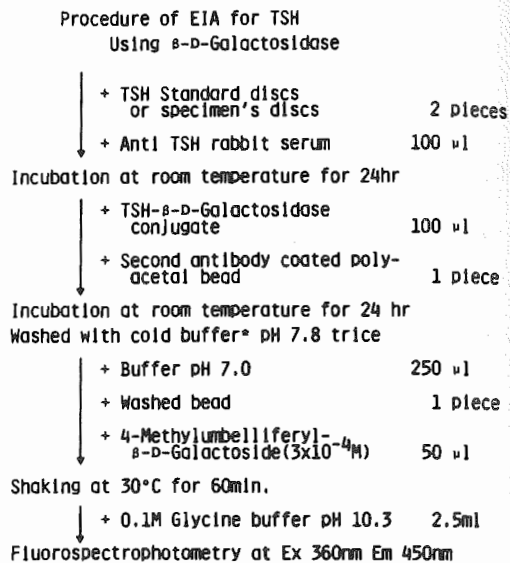 Procedure of EIA for TSH
Using β-D-Galactosidase
+ TSH Standard discs
or specimen's discs 2 pieces
+ Anti TSH rabbit serum 100 μl
Incubation at room temperature for 24hr
+ TSH-β-D-Galactosidase
conjugate 100 μl
+ Second antibody coated poly-
acetal bead 1 piece
Incubation at room temperature for 24 hr
Washed with cold buffer* pH 7.8 trice
+ Buffer pH 7.0 250 μl
+ Washed bead 1 piece
+ 4-Methylumbelliferyl-
β-D-Galactoside(3x10⁻⁴M) 50 μl
Shaking at 30°C for 60min.
+ 0.1M Glycine buffer pH 10.3 2.5ml
Fluorospectrophotometry at Ex 360nm Em 450nm